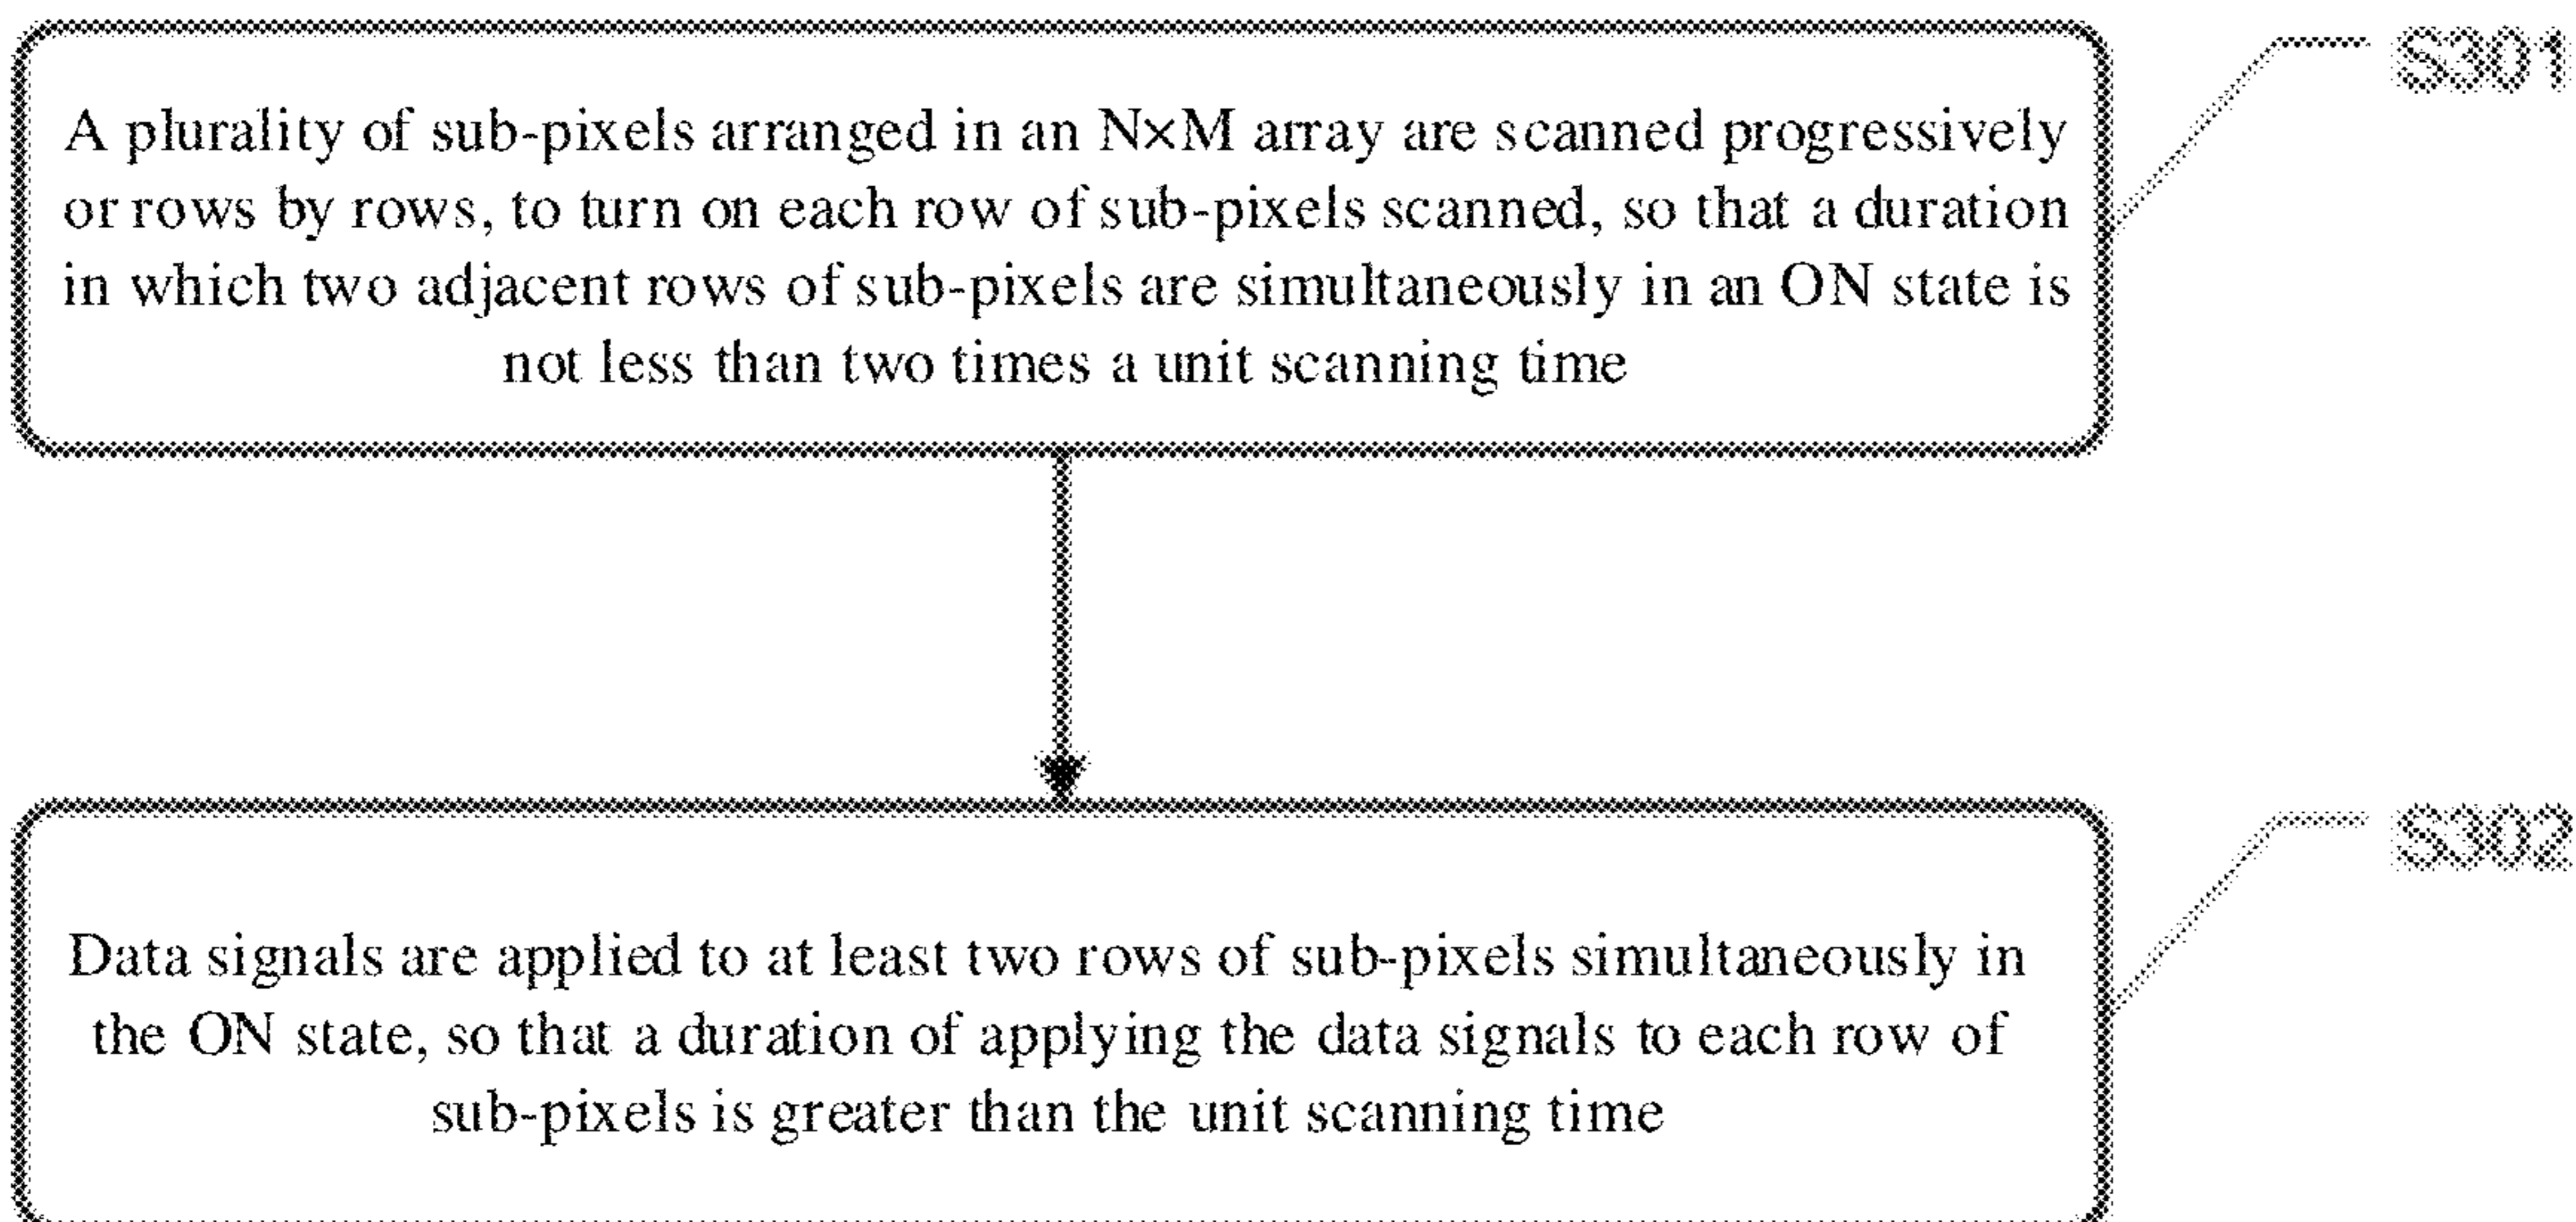 A plurality of sub-pixels arranged in an N×M array are scanned progressively
or rows by rows, to turn on each row of sub-pixels scanned, so that a duration
in which two adjacent rows of sub-pixels are simultaneously in an ON state is
not less than two times a unit scanning time
S301
Data signals are applied to at least two rows of sub-pixels simultaneously in
the ON state, so that a duration of applying the data signals to each row of
sub-pixels is greater than the unit scanning time
S302